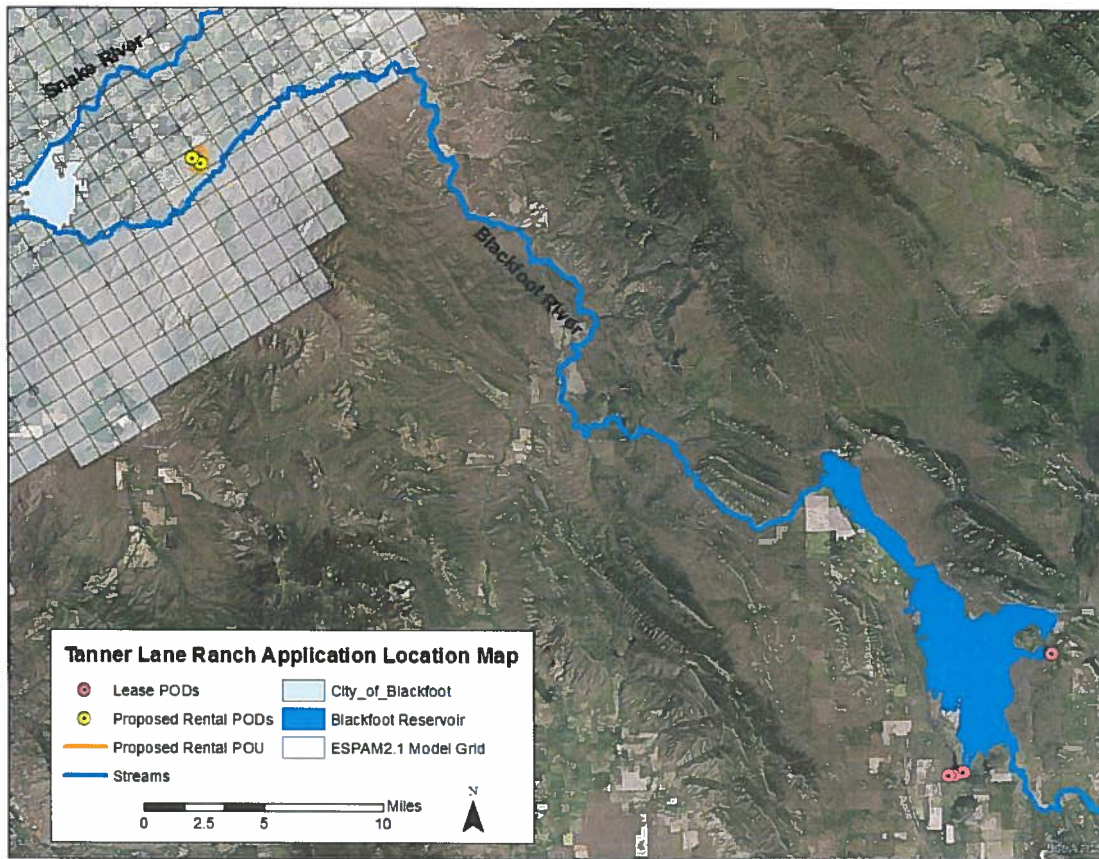 Snake River
Blackfoot River
Tanner Lane Ranch Application Location Map
Lease PODs
City_of_Blackfoot
Proposed Rental PODs
Blackfoot Reservoir
Proposed Rental POU
ESPAM2.1 Model Grid
Streams
Miles
0 2.5 5 10
N